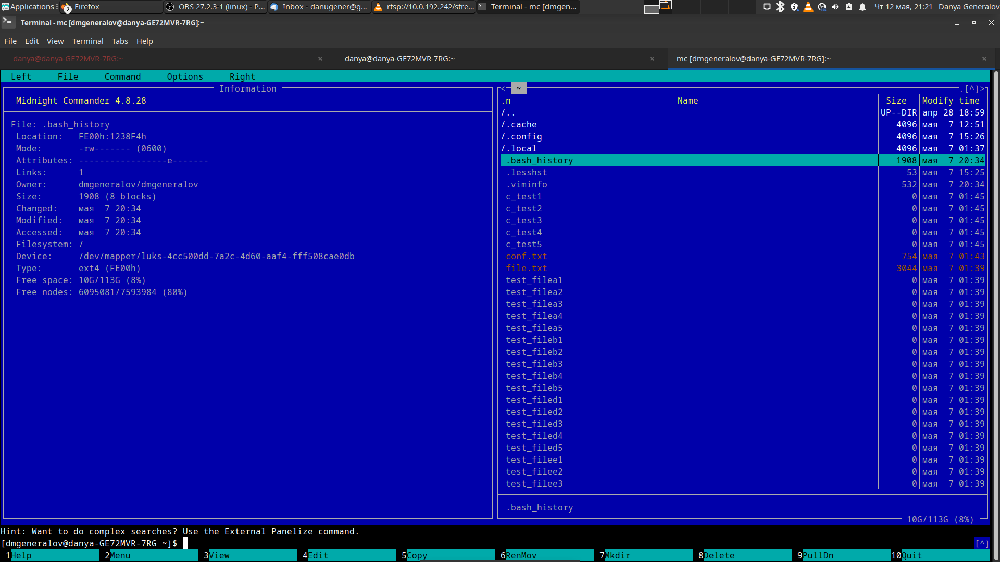 Applications Firefox OBS 27.2.3-1 (linux) - P... Inbox - danugener@g... rtsp://10.0.192.242/stre... Terminal - mc [dmgen... Чт 12 мая, 21:21 Danya Generalov
2
Terminal - mc [dmgeneralov@danya-GE72MVR-7RG]:~
File Edit View Terminal Tabs Help
danya@danya-GE72MVR-7RG:~ × danya@danya-GE72MVR-7RG:~ × mc [dmgeneralov@danya-GE72MVR-7RG]:~ ×
Left File Command Options Right
Information
Midnight Commander 4.8.28
File: .bash_history
Location: FE00h:1238F4h
Mode: -rw------- (0600)
Attributes: -----------------e-------
Links: 1
Owner: dmgeneralov/dmgeneralov
Size: 1908 (8 blocks)
Changed: мая 7 20:34
Modified: мая 7 20:34
Accessed: мая 7 20:34
Filesystem: /
Device: /dev/mapper/luks-4cc500dd-7a2c-4d60-aaf4-fff508cae0db
Type: ext4 (FE00h)
Free space: 10G/113G (8%)
Free nodes: 6095081/7593984 (80%)
<- ~ .[^]>
.n Name Size Modify time
/.. UP--DIR апр 28 18:59
/.cache 4096 мая 7 12:51
/.config 4096 мая 7 15:26
/.local 4096 мая 7 01:37
.bash_history 1908 мая 7 20:34
.lesshst 53 мая 7 15:25
.viminfo 532 мая 7 20:34
c_test1 0 мая 7 01:45
c_test2 0 мая 7 01:45
c_test3 0 мая 7 01:45
c_test4 0 мая 7 01:45
c_test5 0 мая 7 01:45
conf.txt 754 мая 7 01:43
file.txt 3044 мая 7 01:39
test_filea1 0 мая 7 01:39
test_filea2 0 мая 7 01:39
test_filea3 0 мая 7 01:39
test_filea4 0 мая 7 01:39
test_filea5 0 мая 7 01:39
test_fileb1 0 мая 7 01:39
test_fileb2 0 мая 7 01:39
test_fileb3 0 мая 7 01:39
test_fileb4 0 мая 7 01:39
test_fileb5 0 мая 7 01:39
test_filed1 0 мая 7 01:39
test_filed2 0 мая 7 01:39
test_filed3 0 мая 7 01:39
test_filed4 0 мая 7 01:39
test_filed5 0 мая 7 01:39
test_filee1 0 мая 7 01:39
test_filee2 0 мая 7 01:39
test_filee3 0 мая 7 01:39
.bash_history
10G/113G (8%)
Hint: Want to do complex searches? Use the External Panelize command.
[dmgeneralov@danya-GE72MVR-7RG ~]$ [^]
1Help 2Menu 3View 4Edit 5Copy 6RenMov 7Mkdir 8Delete 9PullDn 10Quit